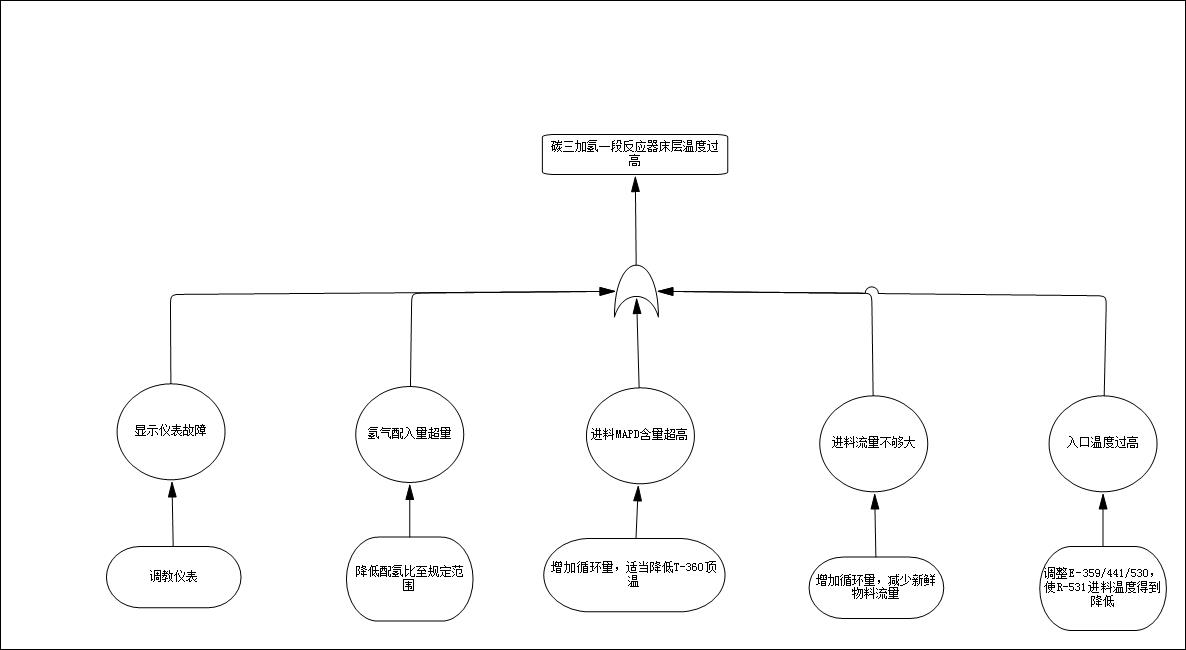 碳三加氢一段反应器床层温度过
高
显示仪表故障
氢气配入量超量
进料MAPD含量超高
进料流量不够大
入口温度过高
调教仪表
降低配氢比至规定范
围
增加循环量，适当降低T-360顶
温
增加循环量，减少新鲜
物料流量
调整E-359/441/530，
使R-531进料温度得到
降低